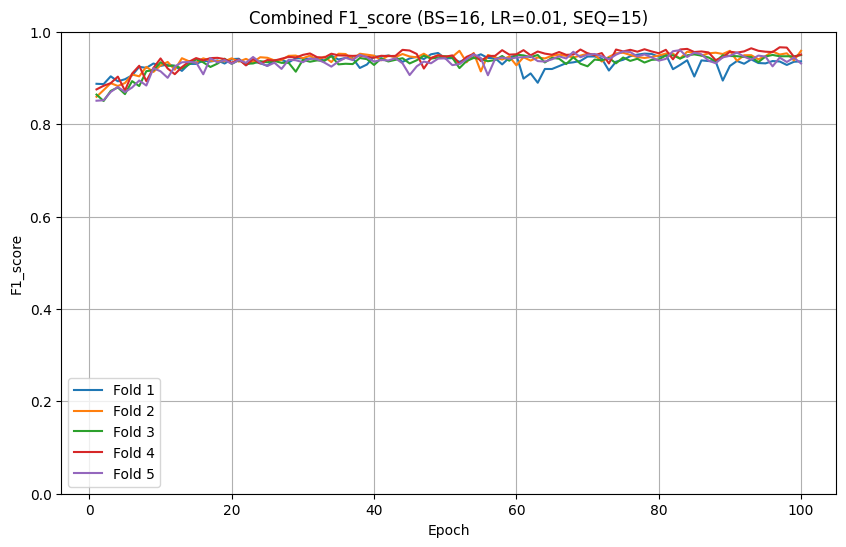 Combined F1_score (BS=16, LR=0.01, SEQ=15)
F1_score
1.0
0.8
0.6
0.4
0.2
0.0
Fold 1
Fold 2
Fold 3
Fold 4
Fold 5
0 20 40 60 80 100
Epoch